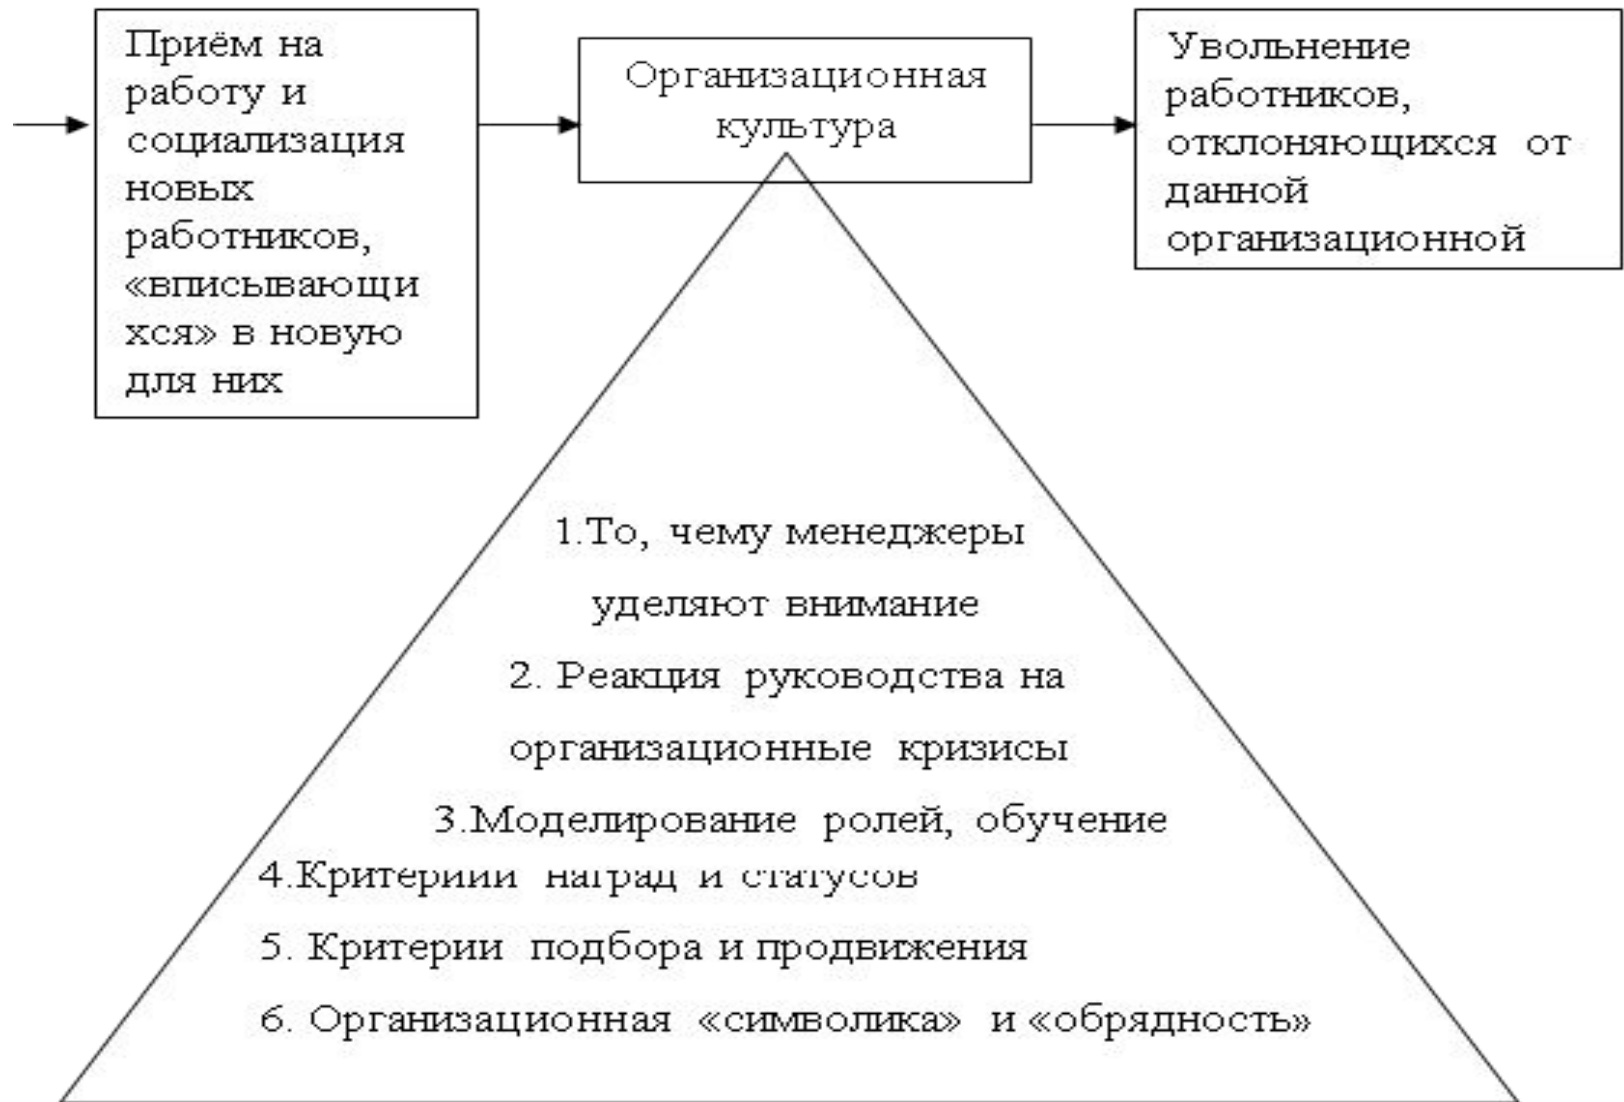 Приём на
работу и
социализация
новых
работников,
«вписывающи
хся» в новую
для них
Организационная
культура
Увольнение
работников,
отклоняющихся от
данной
организационной
1.То, чему менеджеры
уделяют внимание
2. Реакция руководства на
организационные кризисы
3.Моделирование ролей, обучение
4.Критериии наград и статусов
5. Критерии подбора и продвижения
6. Организационная «символика» и «обрядность»